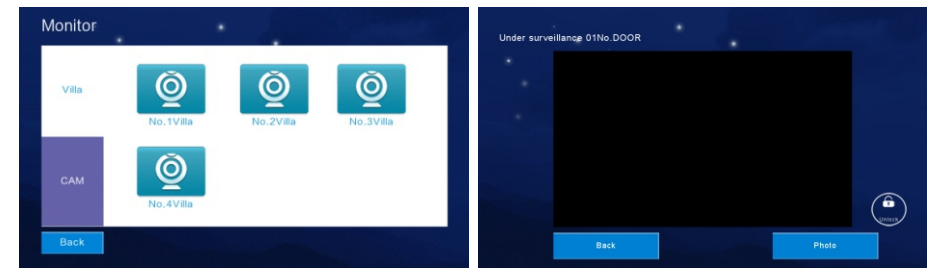 Monitor
Villa
No.1Villa No.2Villa No.3Villa
CAM
No.4Villa
Back
Under surveillance 01No.DOOR
Unlock
Back Photo